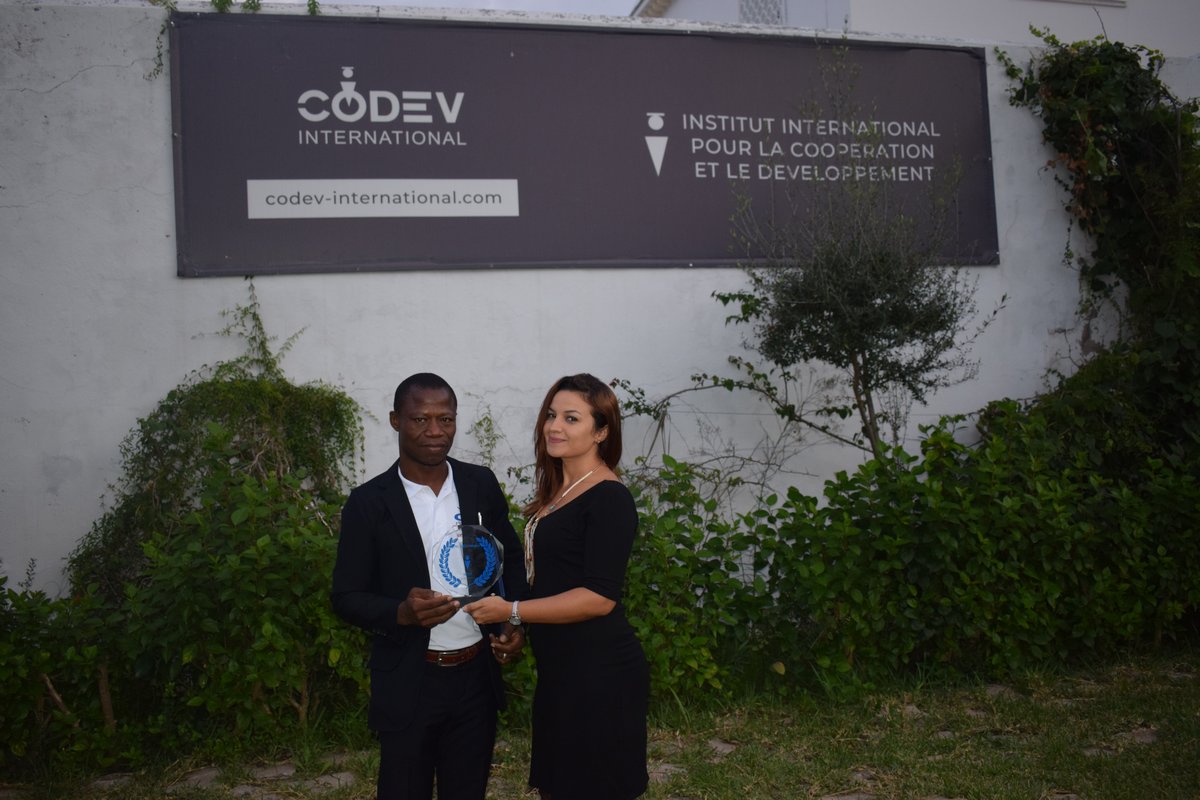 CODEV
INTERNATIONAL
codev-international.com
INSTITUT INTERNATIONAL
POUR LA COOPERATION
ET LE DEVELOPPEMENT